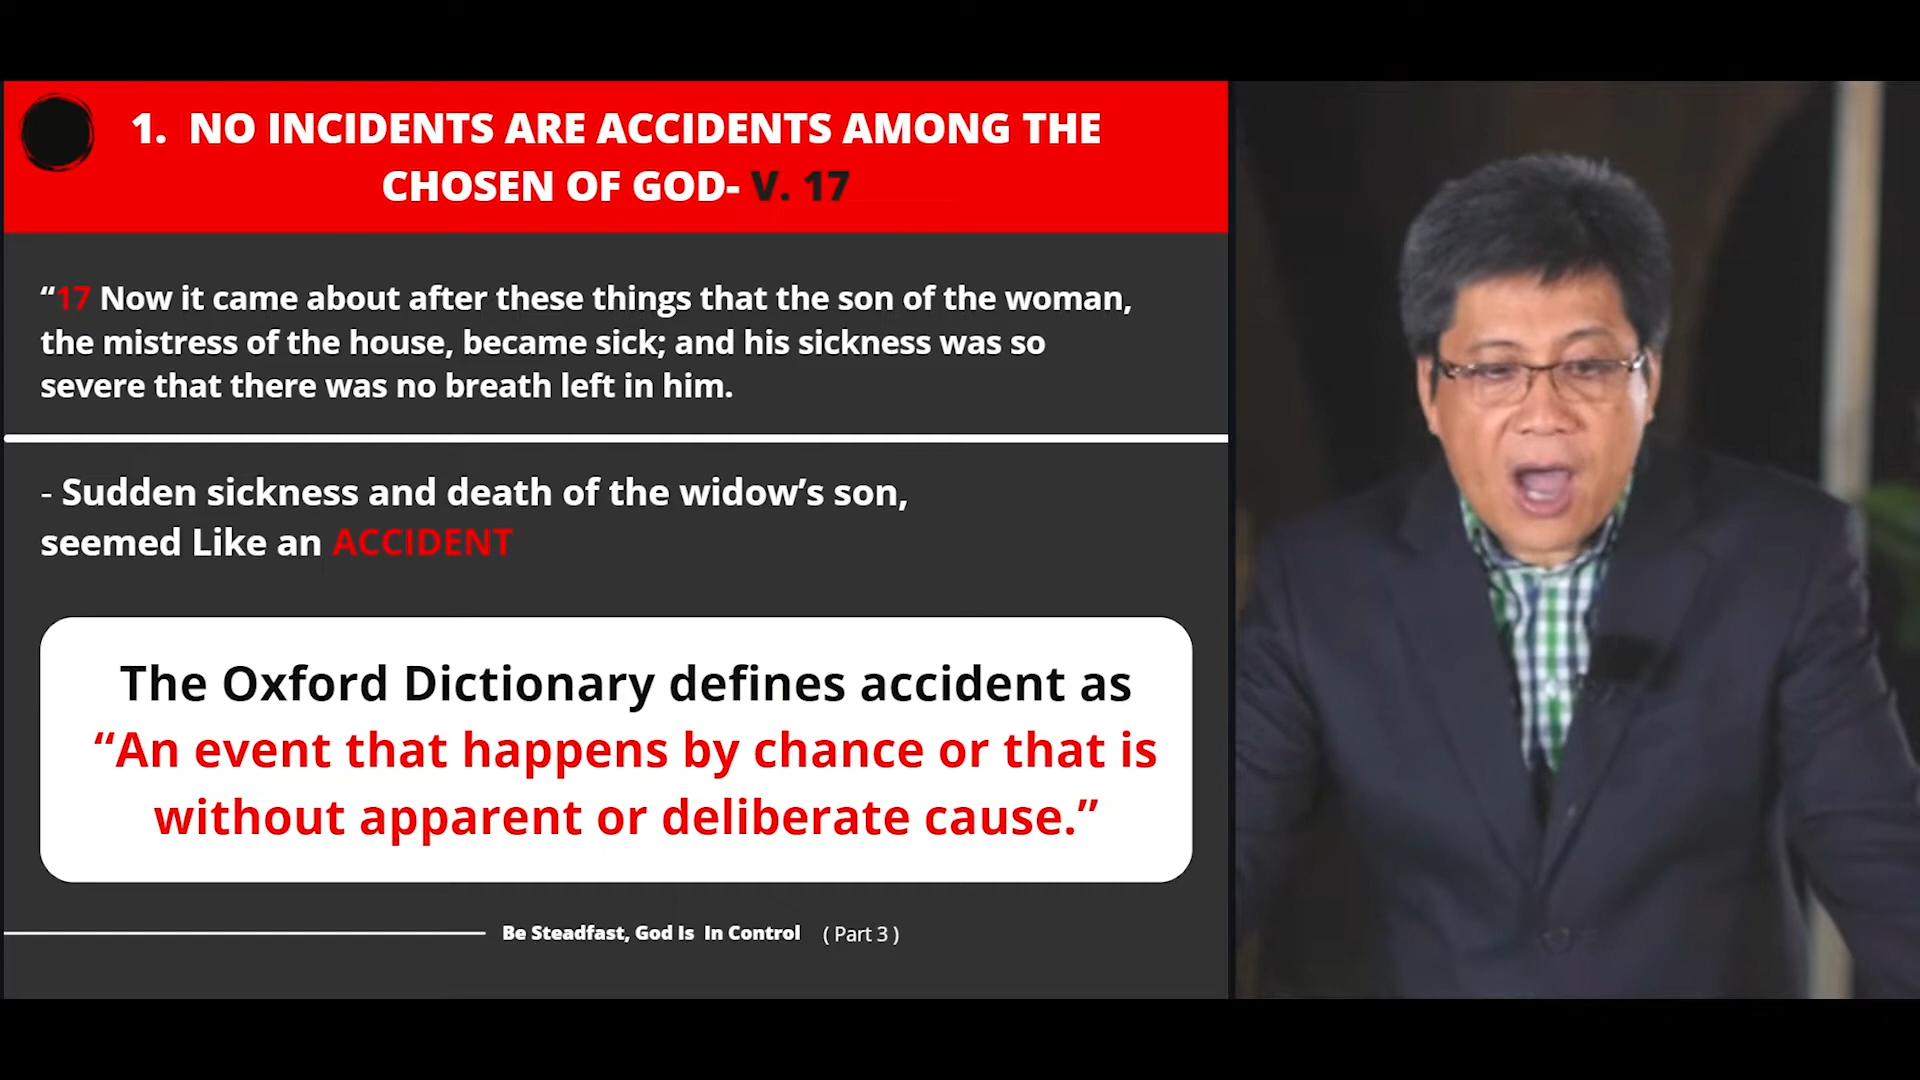 1. NO INCIDENTS ARE ACCIDENTS AMONG THE
CHOSEN OF GOD- V. 17
“17 Now it came about after these things that the son of the woman,
the mistress of the house, became sick; and his sickness was so
severe that there was no breath left in him.
- Sudden sickness and death of the widow’s son,
seemed Like an ACCIDENT
The Oxford Dictionary defines accident as
“An event that happens by chance or that is
without apparent or deliberate cause.”
Be Steadfast, God Is In Control ( Part 3 )